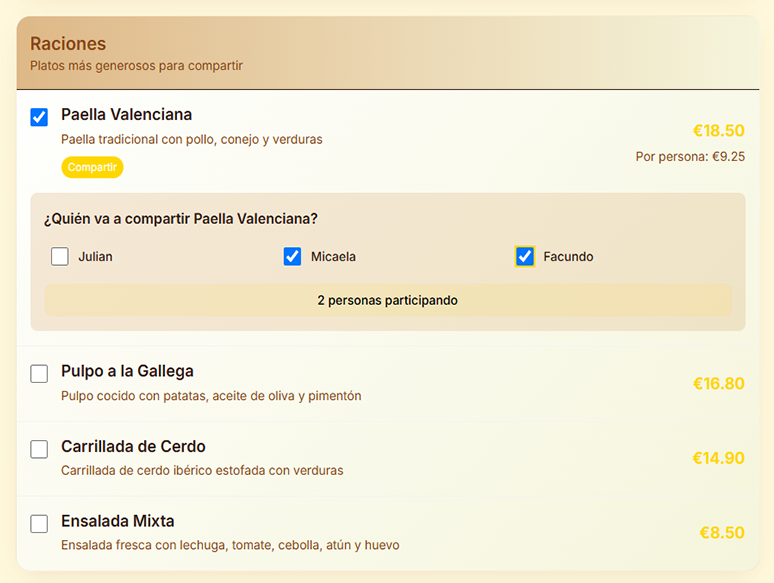 Raciones
Platos más generosos para compartir
Paella Valenciana
€18.50
Paella tradicional con pollo, conejo y verduras
Por persona: €9.25
Compartir
¿Quién va a compartir Paella Valenciana?
Julian Micaela Facundo
2 personas participando
Pulpo a la Gallega
€16.80
Pulpo cocido con patatas, aceite de oliva y pimentón
Carrillada de Cerdo
€14.90
Carrillada de cerdo ibérico estofada con verduras
Ensalada Mixta
€8.50
Ensalada fresca con lechuga, tomate, cebolla, atún y huevo